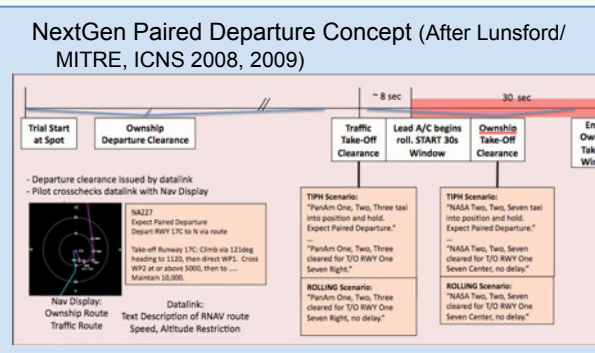 NextGen Paired Departure Concept (After Lunsford/
MITRE, ICNS 2008, 2009)
~ 8 sec
30 sec
//
Trial Start
at Spot
Ownship
Departure Clearance
Traffic
Take-Off
Clearance
Lead A/C begins
roll. START 30s
Window
Ownship
Take-Off
Clearance
- Departure clearance issued by datalink
- Pilot crosschecks datalink with Nav Display
NA227
Expect Paired Departure
Depart RWY 17C to N via route
Take-off Runway 17C: Climb via 121deg
heading to 1120, then direct WP1. Cross
WP2 at or above 5000, then to .....
Maintain 10,000.
Nav Display:
Ownship Route
Traffic Route
Datalink:
Text Description of RNAV route
Speed, Altitude Restriction
TIPH Scenario:
"PanAm One, Two, Three taxi
into position and hold.
Expect Paired Departure."
...
"PanAm One, Two, Three
cleared for T/O RWY One
Seven Right."
ROLLING Scenario:
"PanAm One, Two, Three
cleared for T/O RWY One
Seven Right, no delay."
TIPH Scenario:
"NASA Two, Two, Seven taxi
into position and hold.
Expect Paired Departure."
...
"NASA Two, Two, Seven
cleared for T/O RWY One
Seven Center, no delay."
ROLLING Scenario:
"NASA Two, Two, Seven
cleared for T/O RWY One
Seven Center, no delay."